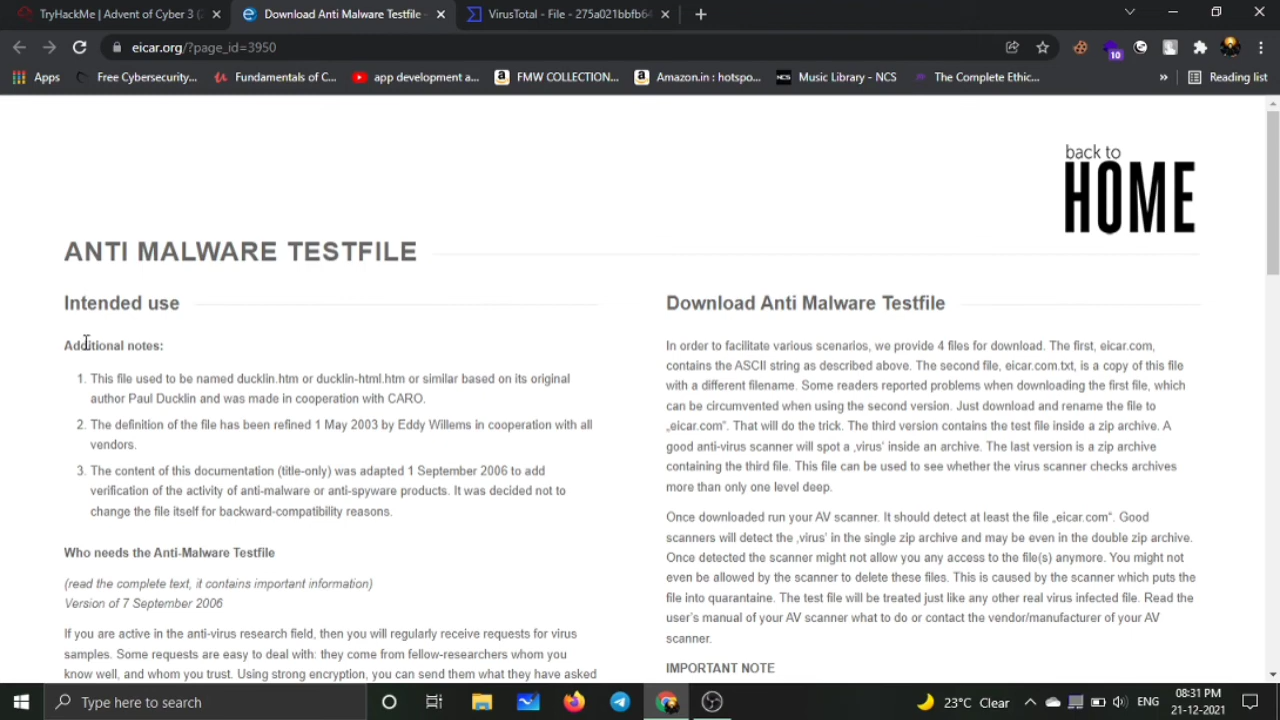 TryHackMe | Advent of Cyber 3 (
Download Anti Malware Testfile -
VirusTotal - File - 275a021bbfb64
eicar.org/?page_id=3950
10
Apps
Free Cybersecurity...
Fundamentals of C...
app development a...
FMW COLLECTION...
Amazon.in : hotspo...
NCS
Music Library - NCS
The Complete Ethic...
»
Reading list
back to
HOME
ANTI MALWARE TESTFILE
Intended use
Additional notes:
1. This file used to be named ducklin.htm or ducklin-html.htm or similar based on its original
author Paul Ducklin and was made in cooperation with CARO.
2. The definition of the file has been refined 1 May 2003 by Eddy Willems in cooperation with all
vendors.
3. The content of this documentation (title-only) was adapted 1 September 2006 to add
verification of the activity of anti-malware or anti-spyware products. It was decided not to
change the file itself for backward-compatibility reasons.
Who needs the Anti-Malware Testfile
(read the complete text, it contains important information)
Version of 7 September 2006
If you are active in the anti-virus research field, then you will regularly receive requests for virus
samples. Some requests are easy to deal with: they come from fellow-researchers whom you
know well, and whom you trust. Using strong encryption, you can send them what they have asked
Download Anti Malware Testfile
In order to facilitate various scenarios, we provide 4 files for download. The first, eicar.com,
contains the ASCII string as described above. The second file, eicar.com.txt, is a copy of this file
with a different filename. Some readers reported problems when downloading the first file, which
can be circumvented when using the second version. Just download and rename the file to
„eicar.com“. That will do the trick. The third version contains the test file inside a zip archive. A
good anti-virus scanner will spot a ‚virus‘ inside an archive. The last version is a zip archive
containing the third file. This file can be used to see whether the virus scanner checks archives
more than only one level deep.
Once downloaded run your AV scanner. It should detect at least the file „eicar.com“. Good
scanners will detect the ‚virus‘ in the single zip archive and may be even in the double zip archive.
Once detected the scanner might not allow you any access to the file(s) anymore. You might not
even be allowed by the scanner to delete these files. This is caused by the scanner which puts the
file into quarantaine. The test file will be treated just like any other real virus infected file. Read the
user's manual of your AV scanner what to do or contact the vendor/manufacturer of your AV
scanner.
IMPORTANT NOTE
Type here to search
23°C Clear
ENG
08:31 PM
21-12-2021